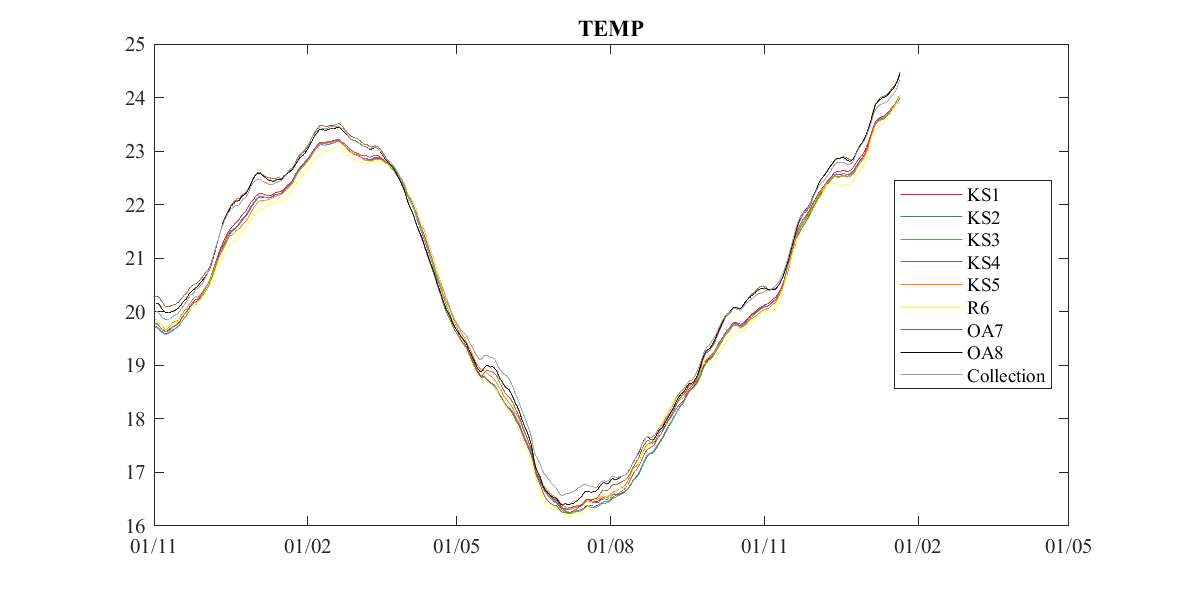 TEMP
25
24
23
22
21
20
19
18
17
16
01/11 01/02 01/05 01/08 01/11 01/02 01/05
KS1
KS2
KS3
KS4
KS5
R6
OA7
OA8
Collection